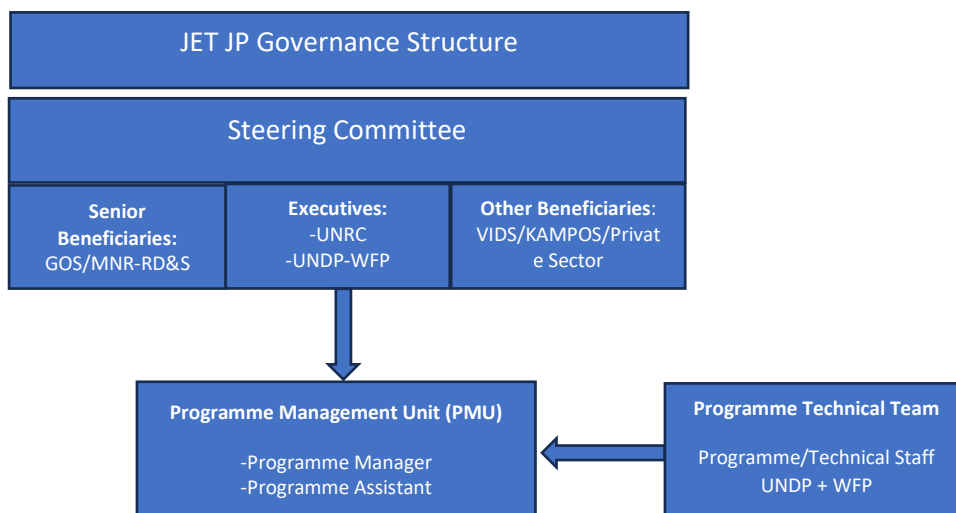 JET JP Governance Structure
Steering Committee
Senior
Beneficiaries:
GOS/MNR-RD&S
Executives:
-UNRC
-UNDP-WFP
Other Beneficiaries:
VIDS/KAMPOS/Privat
e Sector
Programme Management Unit (PMU)
-Programme Manager
-Programme Assistant
Programme Technical Team
Programme/Technical Staff
UNDP + WFP